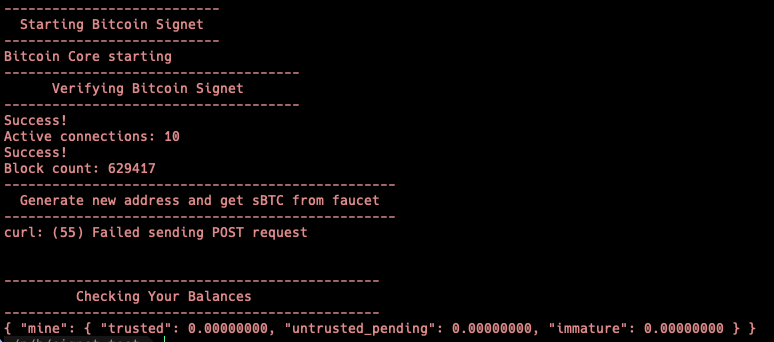 ---------------------------
Starting Bitcoin Signet
---------------------------
Bitcoin Core starting
-------------------------------------
Verifying Bitcoin Signet
-------------------------------------
Success!
Active connections: 10
Success!
Block count: 629417
-------------------------------------------------
Generate new address and get sBTC from faucet
-------------------------------------------------
curl: (55) Failed sending POST request
-----------------------------------------------
Checking Your Balances
-----------------------------------------------
{ "mine": { "trusted": 0.00000000, "untrusted_pending": 0.00000000, "immature": 0.00000000 } }